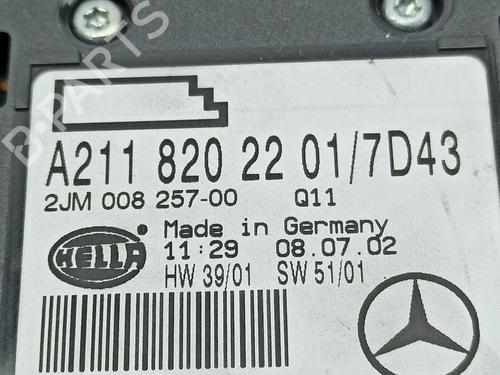 B-PARTS
A211 820 22 01/7D43
2JM 008 257-00 Q11
HELLA
Made in Germany
11:29 08.07.02
HW 39/01 SW 51/01